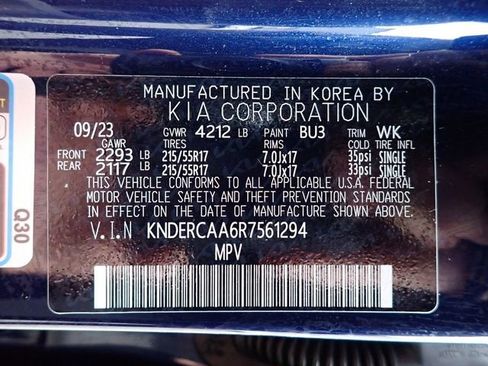 MANUFACTURED IN KOREA BY
KIA CORPORATION
09/23 GVWR 4212 LB PAINT BU3 TRIM WK
GAWR TIRES RIMS COLD TIRE INFL
FRONT 2293 LB 215/55R17 7.0Jx17 35psi SINGLE
REAR 2117 LB 215/55R17 7.0Jx17 33psi SINGLE
THIS VEHICLE CONFORMS TO ALL APPLICABLE U.S.A. FEDERAL
MOTOR VEHICLE SAFETY AND THEFT PREVENTION STANDARDS
IN EFFECT ON THE DATE OF MANUFACTURE SHOWN ABOVE
V.I.N KNDERCAA6R7561294
MPV
Q30